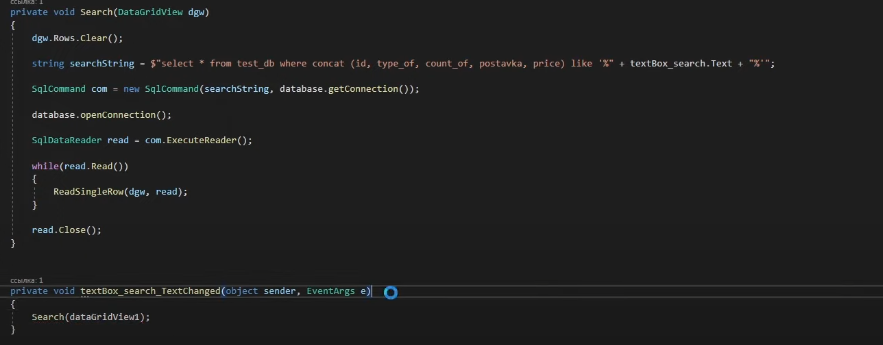 ссылка: 1
private void Search(DataGridView dgw)
{
dgw.Rows.Clear();
string searchString = $"select * from test_db where concat (id, type_of, count_of, postavka, price) like '%" + textBox_search.Text + "%'";
SqlCommand com = new SqlCommand(searchString, database.getConnection());
database.openConnection();
SqlDataReader read = com.ExecuteReader();
while(read.Read())
{
ReadSingleRow(dgw, read);
}
read.Close();
}
ссылка: 1
private void textBox_search_TextChanged(object sender, EventArgs e)
{
Search(dataGridView1);
}